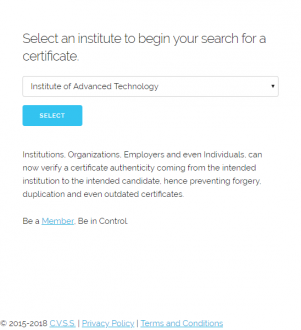 Select an institute to begin your search for a
certificate.
Institute of Advanced Technology
SELECT
Institutions, Organizations, Employers and even Individuals, can
now verify a certificate authenticity coming from the intended
institution to the intended candidate, hence preventing forgery,
duplication and even outdated certificates.
Be a Member. Be in Control.
© 2015-2018 C.V.S.S. | Privacy Policy | Terms and Conditions